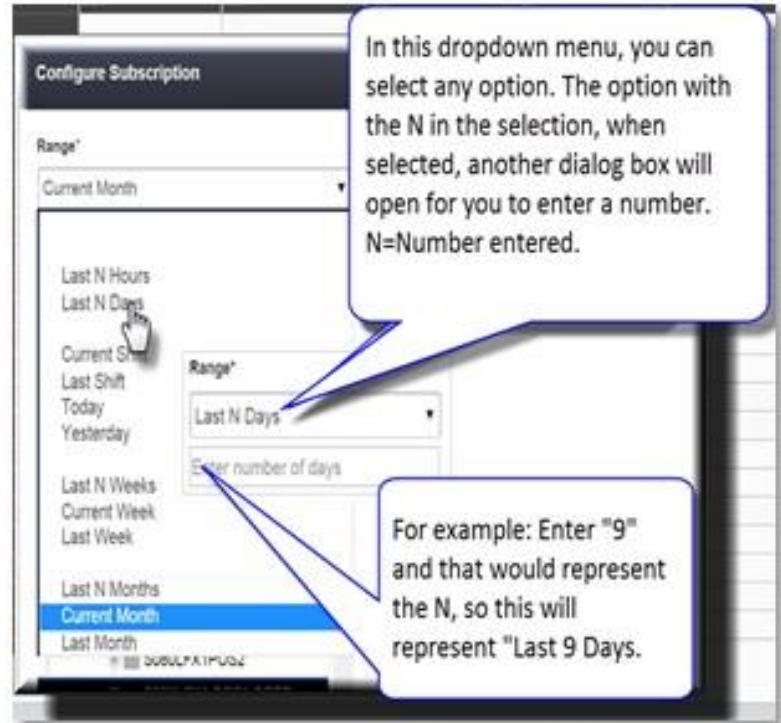 Configure Subscription
Range*
Current Month
Last N Hours
Last N Days
Current Shift
Last Shift
Today
Yesterday
Last N Weeks
Current Week
Last Week
Last N Months
Current Month
Last Month
In this dropdown menu, you can
select any option. The option with
the N in the selection, when
selected, another dialog box will
open for you to enter a number.
N=Number entered.
Range*
Last N Days
Enter number of days
For example: Enter "9"
and that would represent
the N, so this will
represent "Last 9 Days.